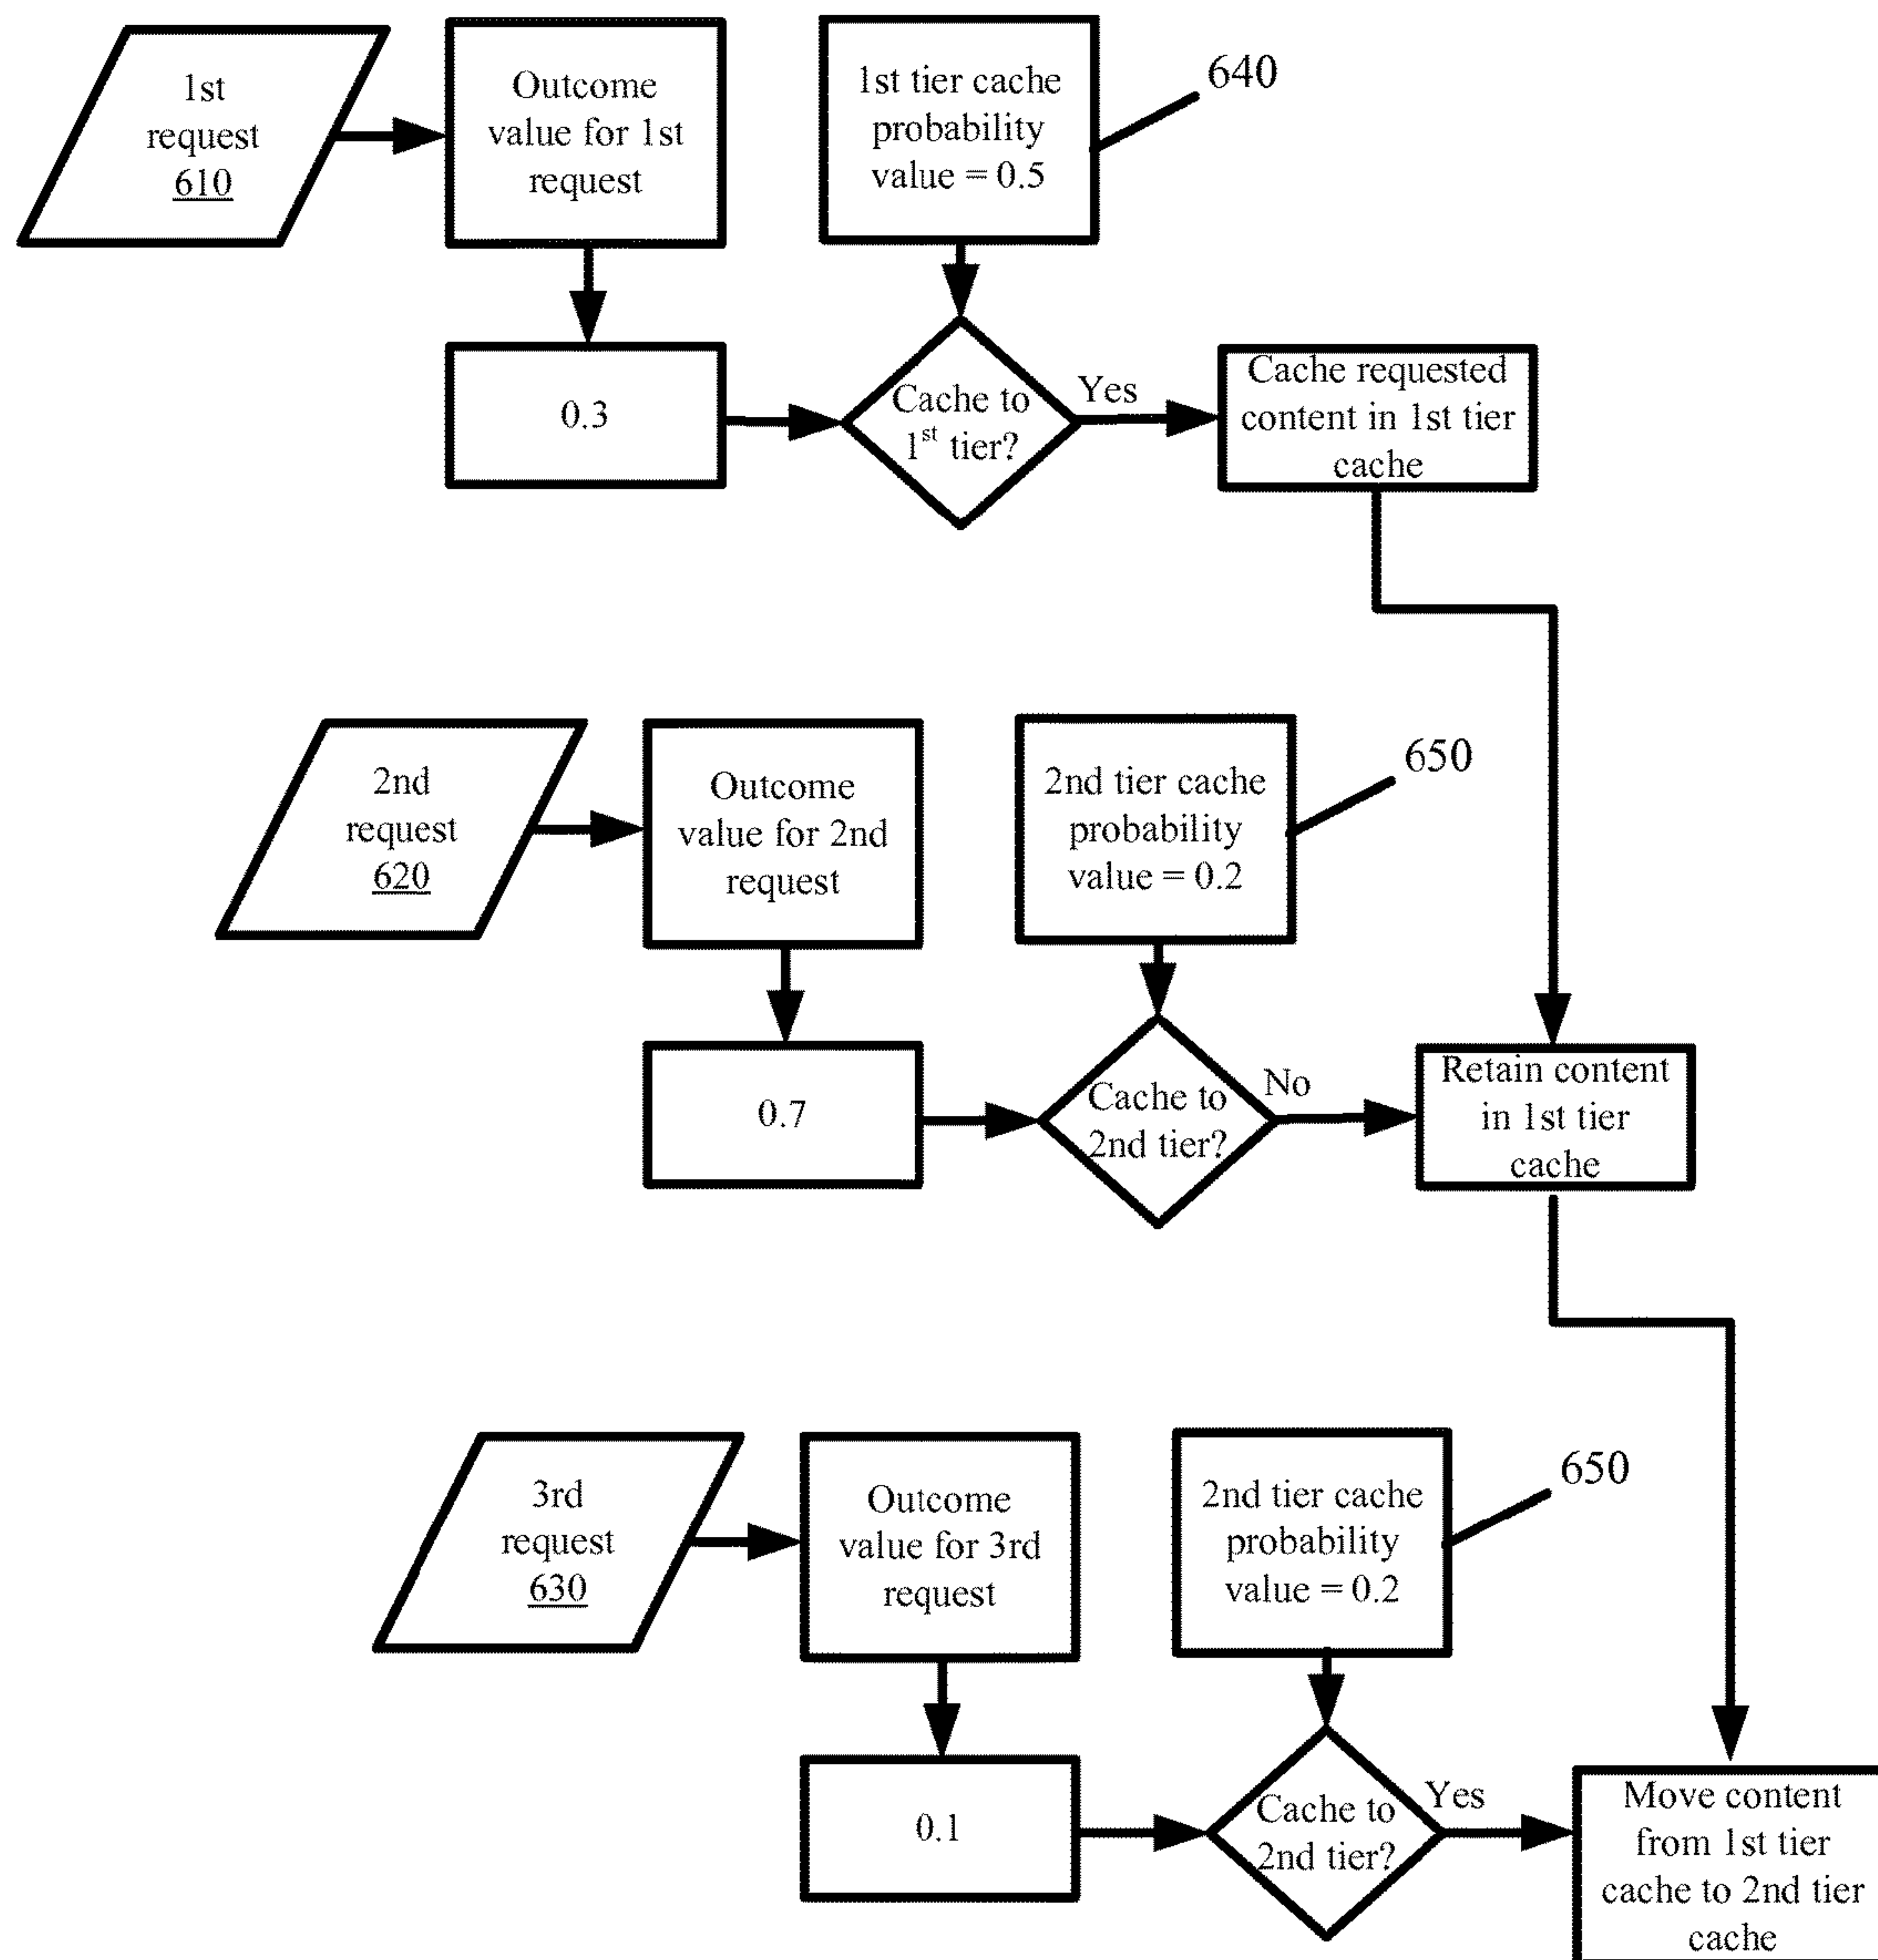 1st
request
610
Outcome
value for 1st
request
1st tier cache
probability
value = 0.5
640
0.3
Cache to
1st tier?
Yes
Cache requested
content in 1st tier
cache
2nd
request
620
Outcome
value for 2nd
request
2nd tier cache
probability
value = 0.2
650
0.7
Cache to
2nd tier?
No
Retain content
in 1st tier
cache
3rd
request
630
Outcome
value for 3rd
request
2nd tier cache
probability
value = 0.2
650
0.1
Cache to
2nd tier?
Yes
Move content
from 1st tier
cache to 2nd tier
cache